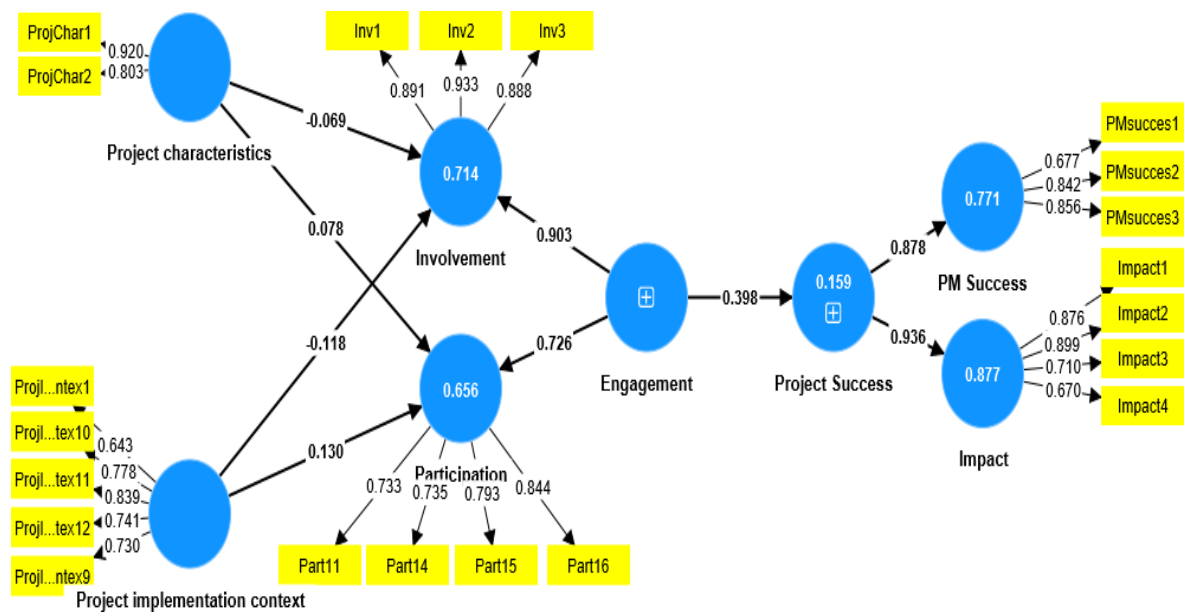 ProjChar1
0.920
0.803
ProjChar2
Project characteristics
Inv1
Inv2
Inv3
0.891
0.933
0.888
-0.069
0.714
Involvement
0.078
0.903
-0.118
0.726
Engagement
0.398
0.159
Project Success
0.878
0.936
0.771
PM Success
PMsucces1
0.677
PMsucces2
0.842
0.856
PMsucces3
Impact1
0.876
Impact2
0.899
0.710
Impact3
0.670
Impact4
0.877
Impact
0.656
Participation
0.130
0.733
0.735
0.793
0.844
Part11
Part14
Part15
Part16
Projl...ntex1
0.643
Projl...tex10
0.778
Projl...tex11
0.839
Projl...tex12
0.741
0.730
Projl...ntex9
Project implementation context